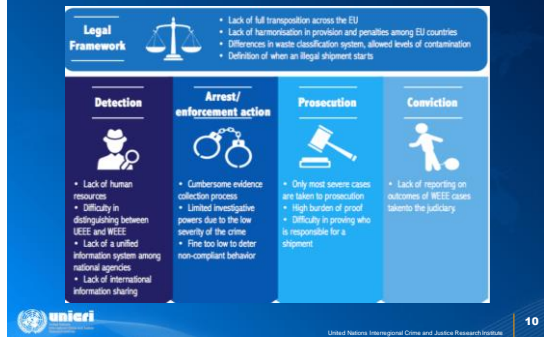 Legal
Framework
• Lack of full transposition across the EU
• Lack of harmonisation in provision and penalties among EU countries
• Differences in waste classification system, allowed levels of contamination
• Definition of when an illegal shipment starts
Detection
• Lack of human
resources
• Difficulty in
distinguishing between
UEEE and WEEE
• Lack of a unified
information system among
national agencies
• Lack of international
information sharing
Arrest/
enforcement action
• Cumbersome evidence
collection process
• Limited investigative
powers due to the low
severity of the crime
• Fine too low to deter
non-compliant behavior
Prosecution
• Only most severe cases
are taken to prosecution
• High burden of proof
• Difficulty in proving who
is responsible for a
shipment
Conviction
• Lack of reporting on
outcomes of WEEE cases
takento the judiciary.
unicri
United Nations Interregional Crime and Justice Research Institute
10